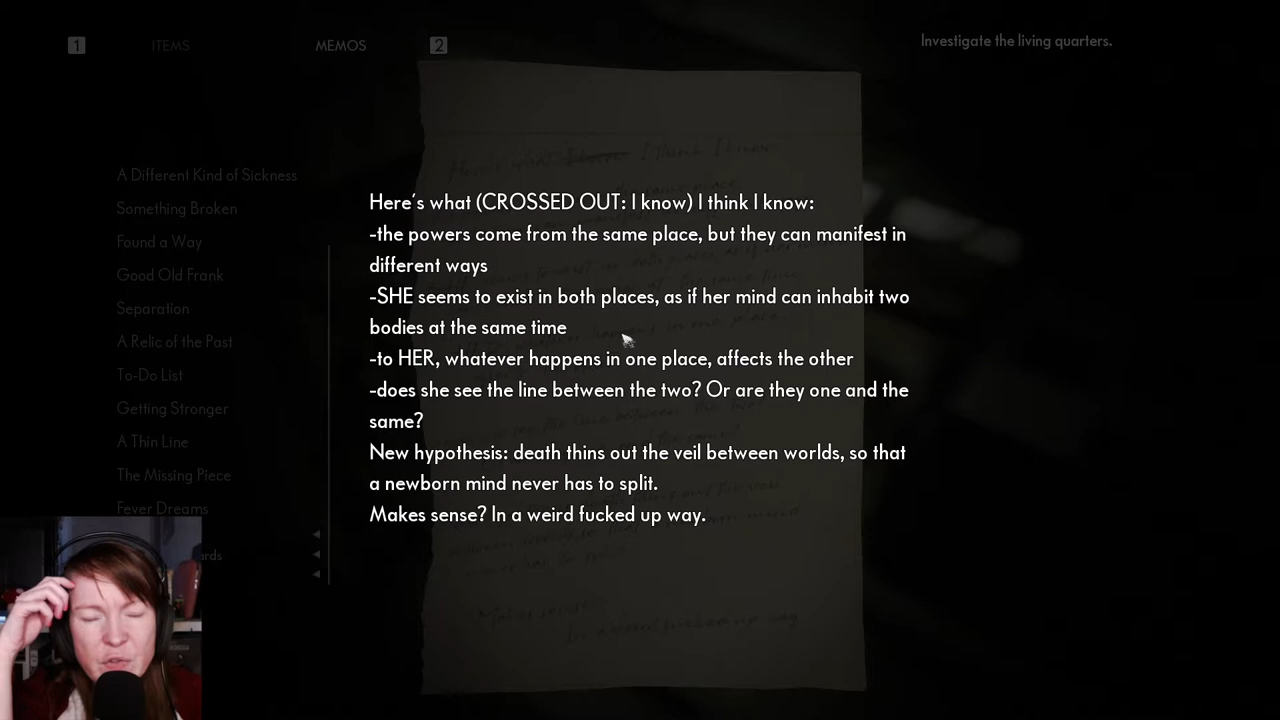 1
ITEMS
MEMOS
2
Investigate the living quarters.
A Different Kind of Sickness
Something Broken
Found a Way
Good Old Frank
Separation
A Relic of the Past
To-Do List
Getting Stronger
A Thin Line
The Missing Piece
Fever Dreams
Here's what (CROSSED OUT: I know) I think I know:
-the powers come from the same place, but they can manifest in
different ways
-SHE seems to exist in both places, as if her mind can inhabit two
bodies at the same time
-to HER, whatever happens in one place, affects the other
-does she see the line between the two? Or are they one and the
same?
New hypothesis: death thins out the veil between worlds, so that
a newborn mind never has to split.
Makes sense? In a weird fucked up way.